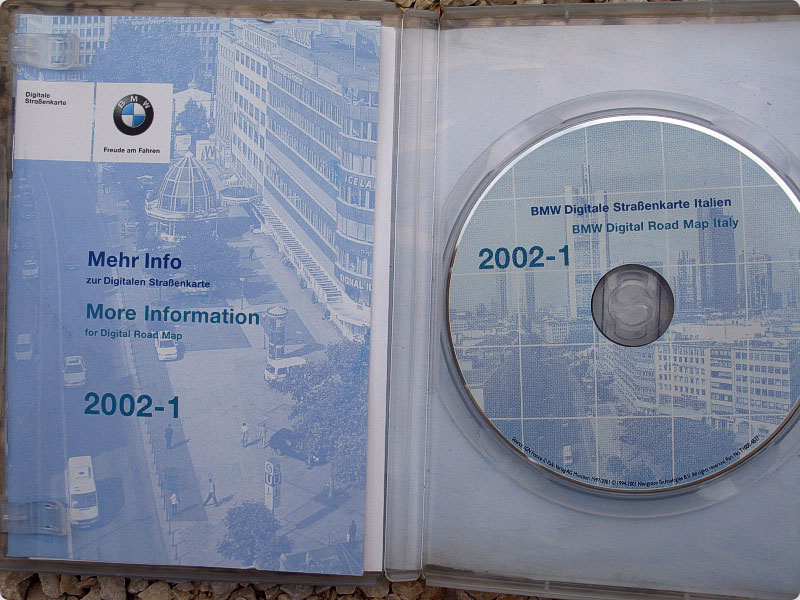 Digitale
Straßenkarte
BMW
Freude am Fahren
Mehr Info
zur Digitalen Straßenkarte
More Information
for Digital Road Map
2002-1
BMW Digitale Straßenkarte Italien
BMW Digital Road Map Italy
2002-1